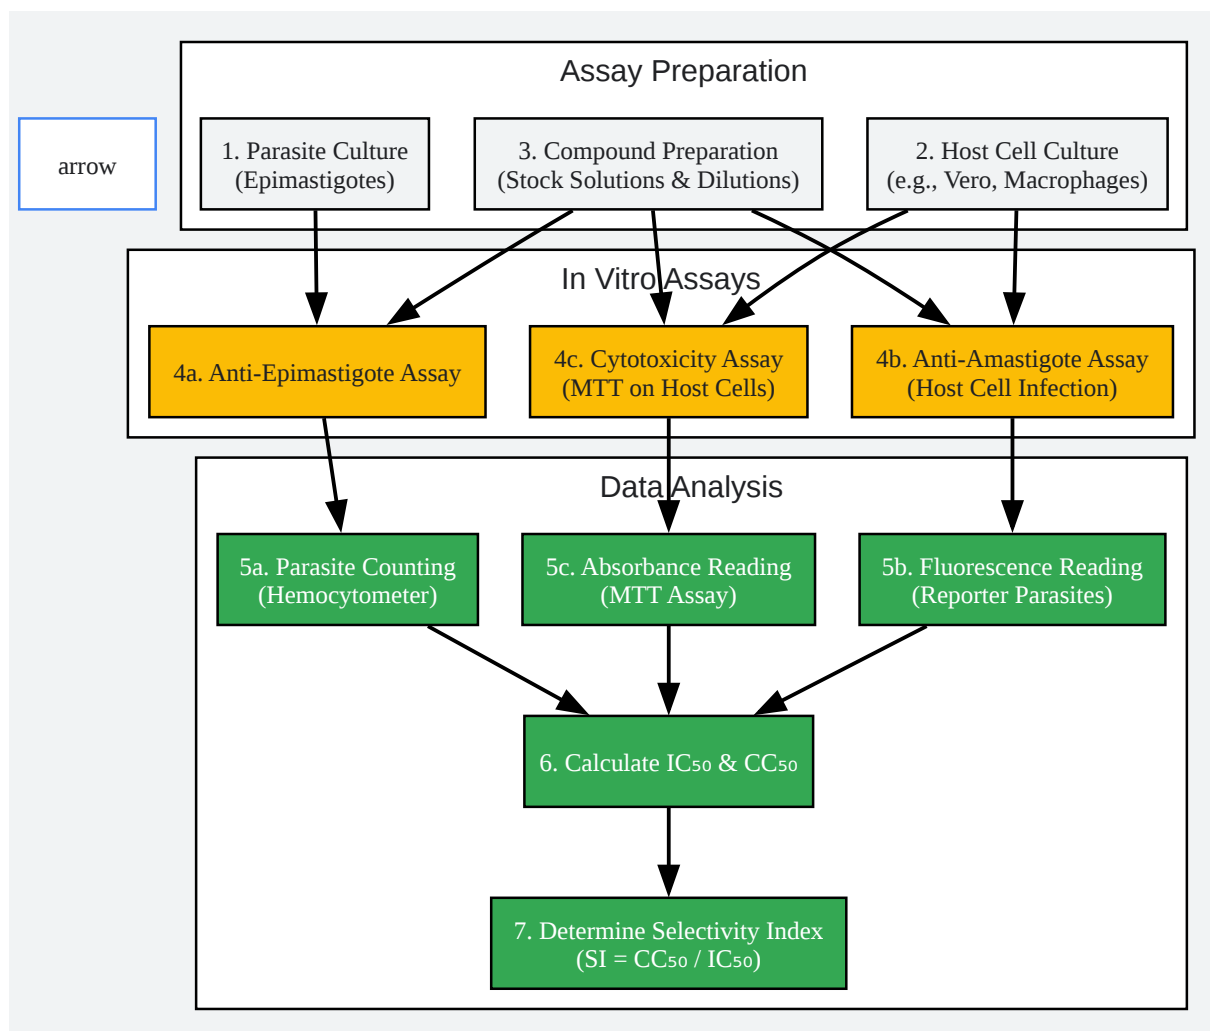 Assay Preparation
arrow
1. Parasite Culture
(Epimastigotes)
3. Compound Preparation
(Stock Solutions & Dilutions)
2. Host Cell Culture
(e.g., Vero, Macrophages)
In Vitro Assays
4a. Anti-Epimastigote Assay
4c. Cytotoxicity Assay
(MTT on Host Cells)
4b. Anti-Amastigote Assay
(Host Cell Infection)
Data Analysis
5a. Parasite Counting
(Hemocytometer)
5c. Absorbance Reading
(MTT Assay)
5b. Fluorescence Reading
(Reporter Parasites)
6. Calculate IC₅₀ & CC₅₀
7. Determine Selectivity Index
(SI = CC₅₀ / IC₅₀)